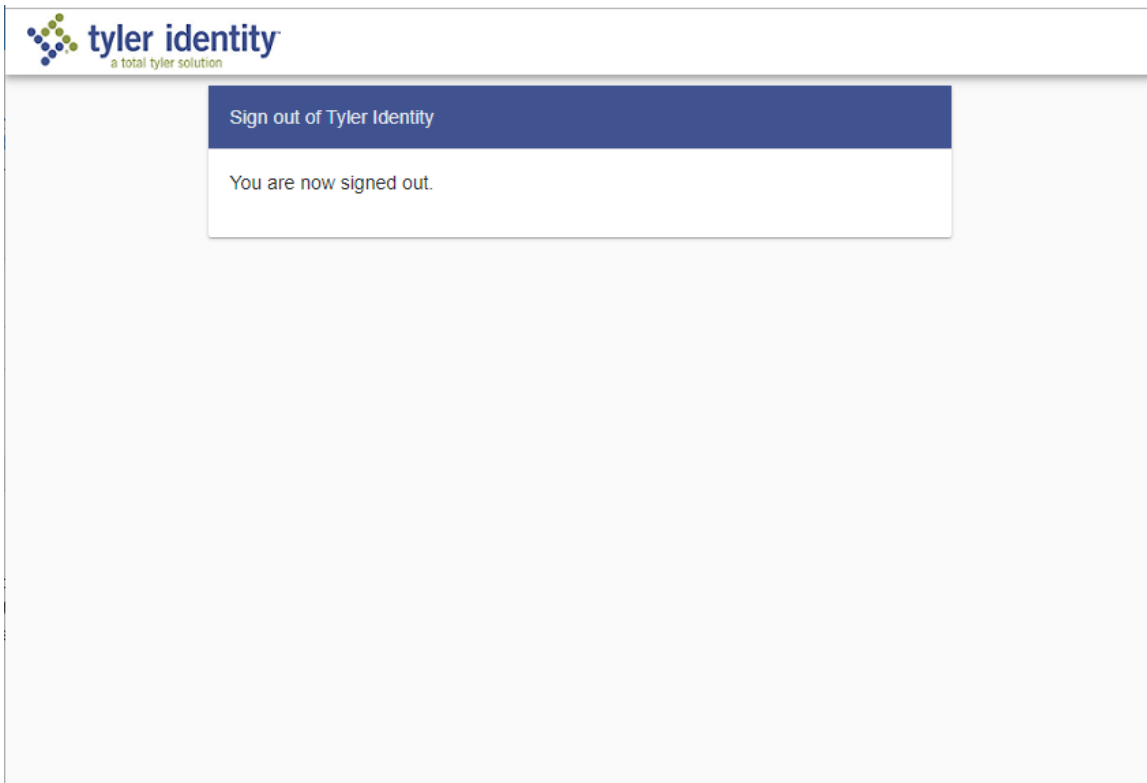 tyler identity
a total tyler solution
Sign out of Tyler Identity
You are now signed out.